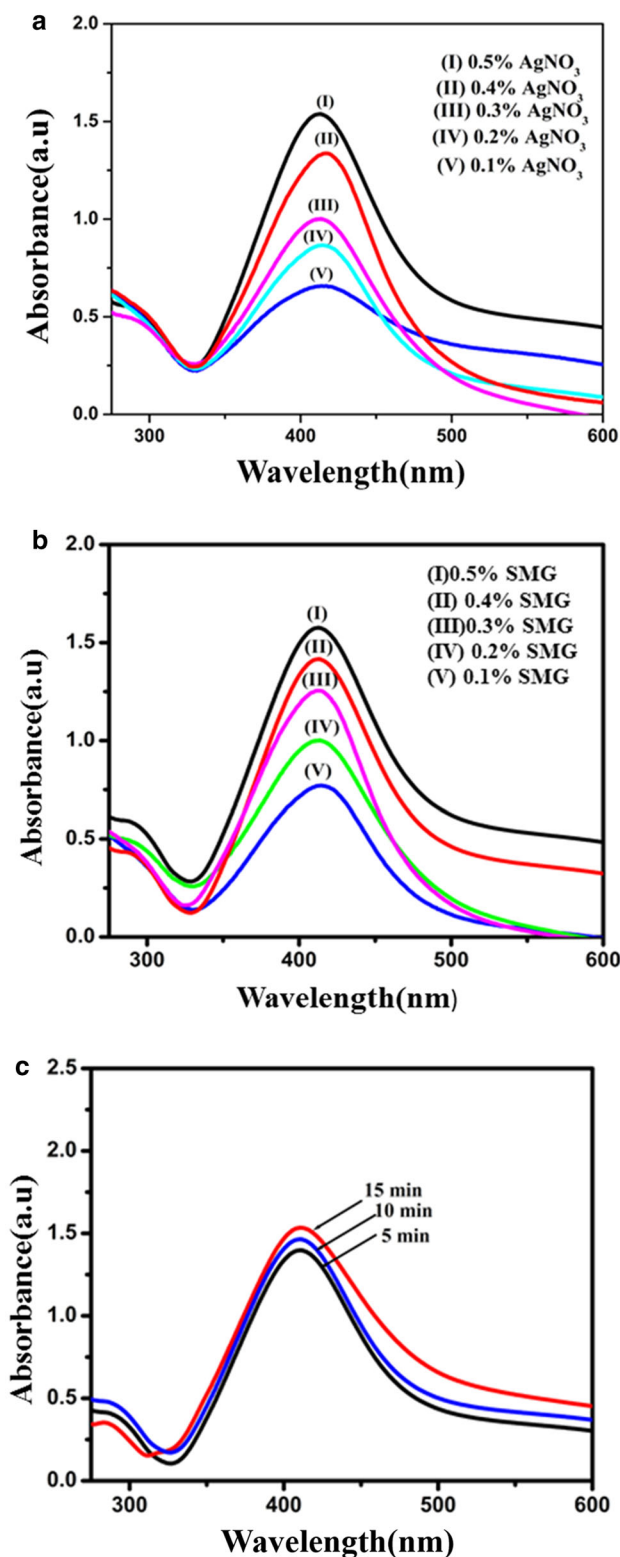 a
2.0
(I) 0.5% AgNO3
(II) 0.4% AgNO3
(III) 0.3% AgNO3
(IV) 0.2% AgNO3
(V) 0.1% AgNO3
1.5
(I)
(II)
1.0
(III)
(IV)
(V)
0.5
0.0
Absorbance(a.u)
300
400
500
600
Wavelength(nm)
b
2.0
(I)0.5% SMG
(II) 0.4% SMG
(III)0.3% SMG
(IV) 0.2% SMG
(V) 0.1% SMG
1.5
(I)
(II)
(III)
1.0
(IV)
(V)
0.5
0.0
Absorbance(a.u)
300
400
500
600
Wavelength(nm)
c
2.5
2.0
15 min
10 min
5 min
1.5
1.0
0.5
0.0
Absorbance(a.u)
300
400
500
600
Wavelength(nm)